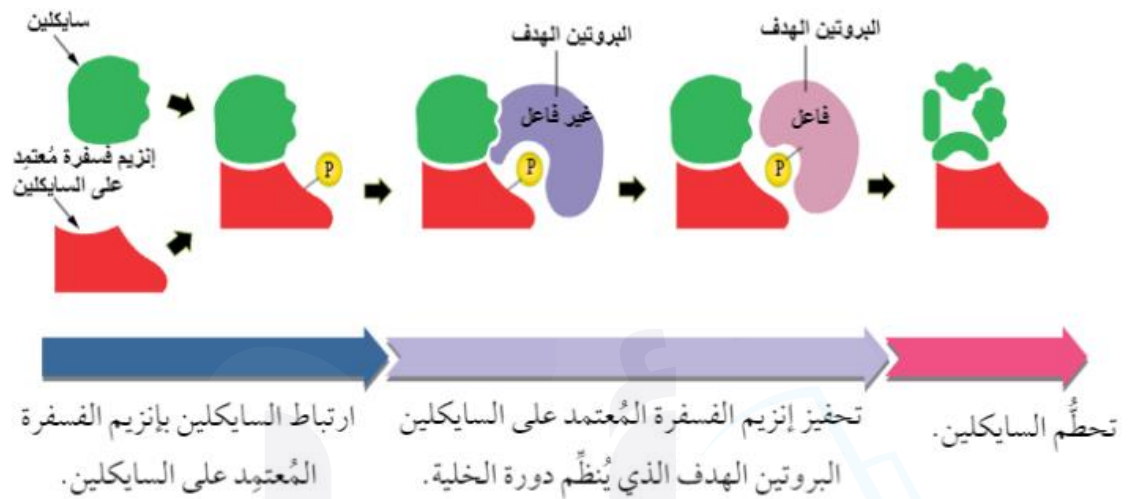 سايكلين
إنزيم فسفرة مُعتمِد
على السايكلين
P
البروتين الهدف
غير فاعل
P
البروتين الهدف
فاعل
P
ارتباط السايكلين بإنزيم الفسفرة
المُعتمِد على السايكلين.
تحفيز إنزيم الفسفرة المُعتمد على السايكلين
البروتين الهدف الذي يُنظِّم دورة الخلية.
تحطُّم السايكلين.